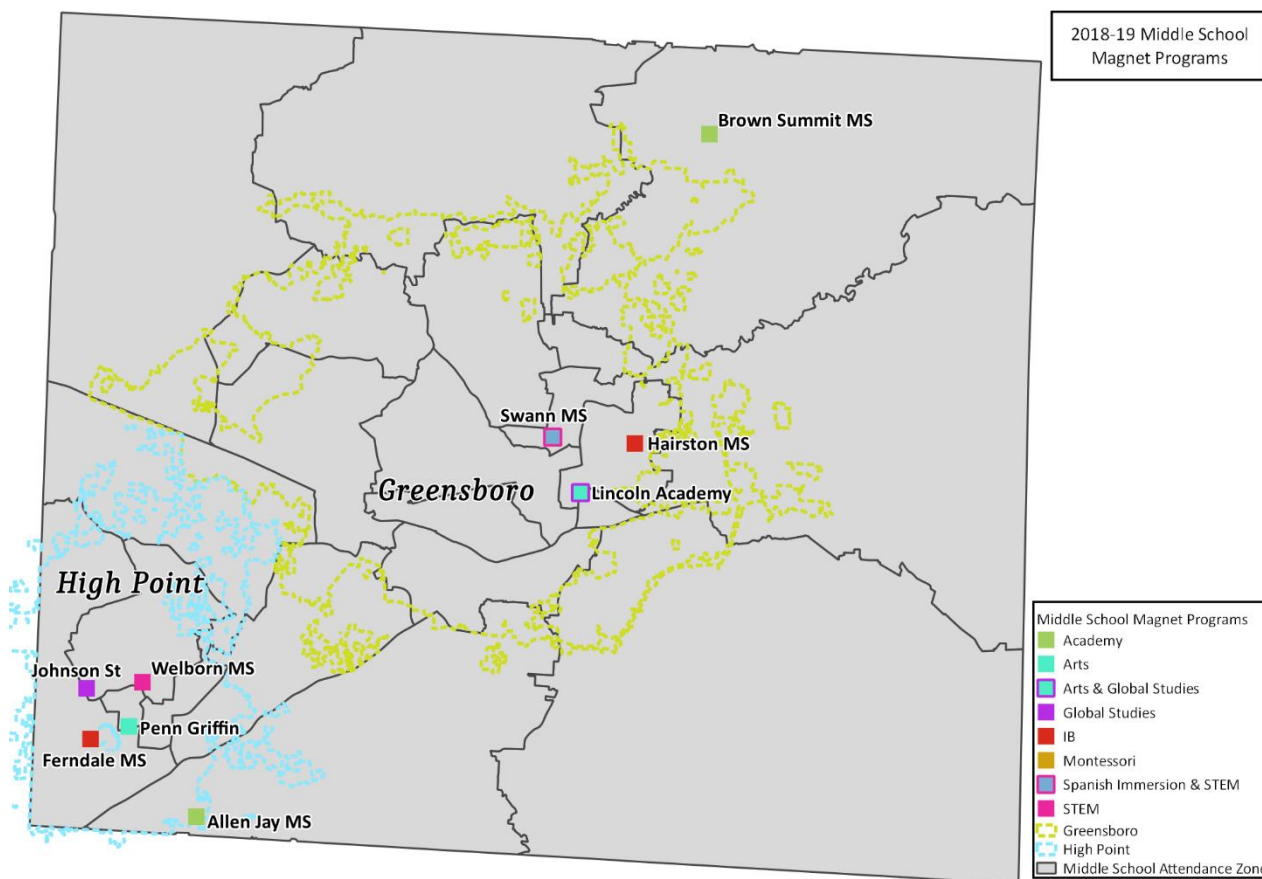 2018-19 Middle School
Magnet Programs
Brown Summit MS
Swann MS
Hairston MS
Greensboro
Lincoln Academy
High Point
Johnson St
Welborn MS
Penn Griffin
Ferndale MS
Allen Jay MS
Middle School Magnet Programs
Academy
Arts
Arts & Global Studies
Global Studies
IB
Montessori
Spanish Immersion & STEM
STEM
Greensboro
High Point
Middle School Attendance Zone